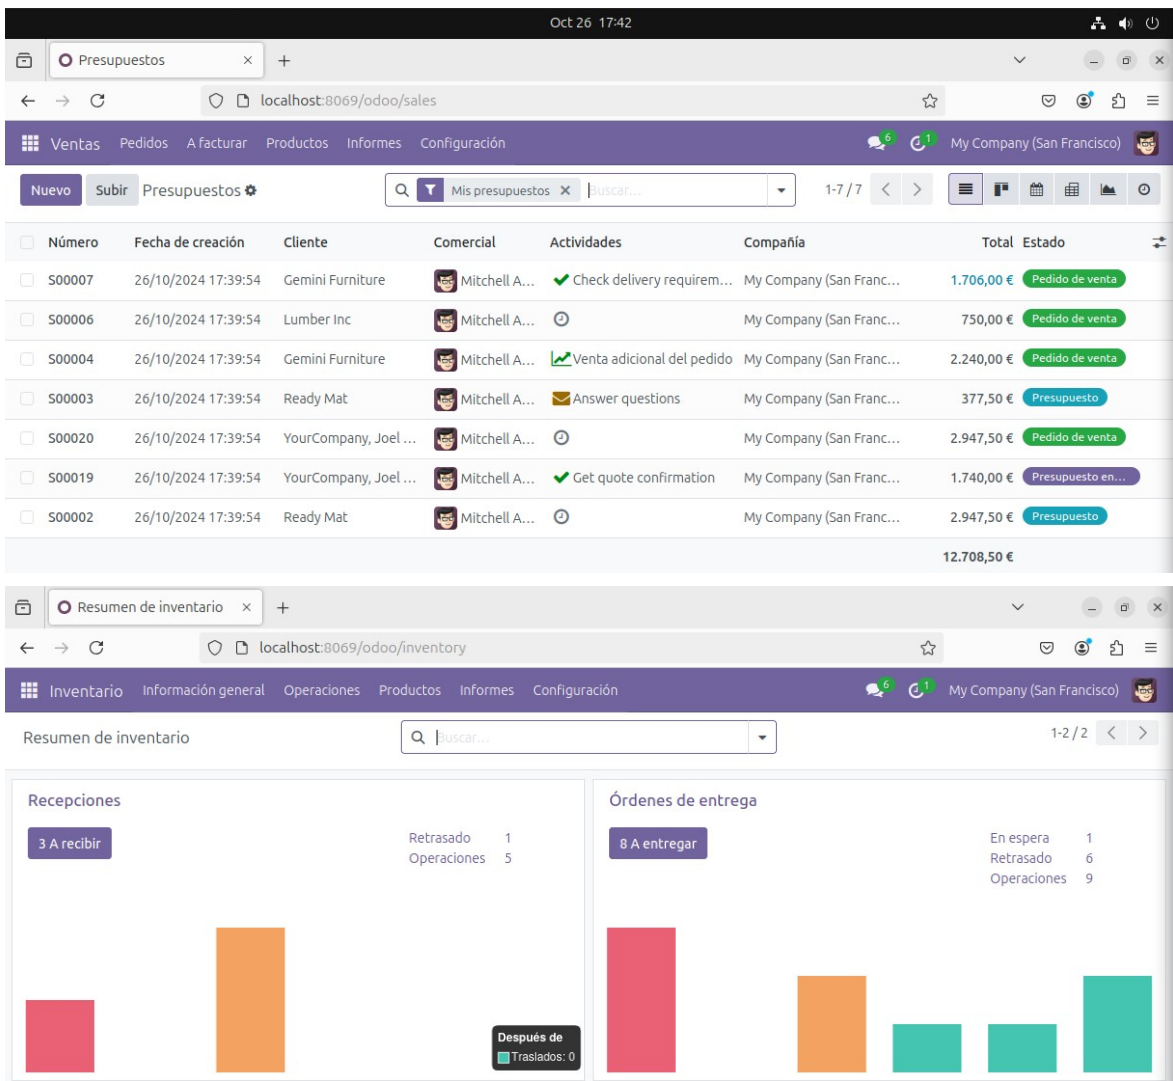 Oct 26 17:42
Presupuestos
localhost:8069/odoo/sales
Ventas Pedidos A facturar Productos Informes Configuración 6 1 My Company (San Francisco)
Nuevo Subir Presupuestos Mis presupuestos Buscar... 1-7 / 7
Número Fecha de creación Cliente Comercial Actividades Compañía Total Estado
S00007 26/10/2024 17:39:54 Gemini Furniture Mitchell A... Check delivery requirem... My Company (San Franc... 1.706,00 € Pedido de venta
S00006 26/10/2024 17:39:54 Lumber Inc Mitchell A... My Company (San Franc... 750,00 € Pedido de venta
S00004 26/10/2024 17:39:54 Gemini Furniture Mitchell A... Venta adicional del pedido My Company (San Franc... 2.240,00 € Pedido de venta
S00003 26/10/2024 17:39:54 Ready Mat Mitchell A... Answer questions My Company (San Franc... 377,50 € Presupuesto
S00020 26/10/2024 17:39:54 YourCompany, Joel ... Mitchell A... My Company (San Franc... 2.947,50 € Pedido de venta
S00019 26/10/2024 17:39:54 YourCompany, Joel ... Mitchell A... Get quote confirmation My Company (San Franc... 1.740,00 € Presupuesto en...
S00002 26/10/2024 17:39:54 Ready Mat Mitchell A... My Company (San Franc... 2.947,50 € Presupuesto
12.708,50 €
Resumen de inventario
localhost:8069/odoo/inventory
Inventario Información general Operaciones Productos Informes Configuración 6 1 My Company (San Francisco)
Resumen de inventario Buscar... 1-2 / 2
Recepciones
3 A recibir
Retrasado 1
Operaciones 5
Después de
Traslados: 0
Órdenes de entrega
8 A entregar
En espera 1
Retrasado 6
Operaciones 9